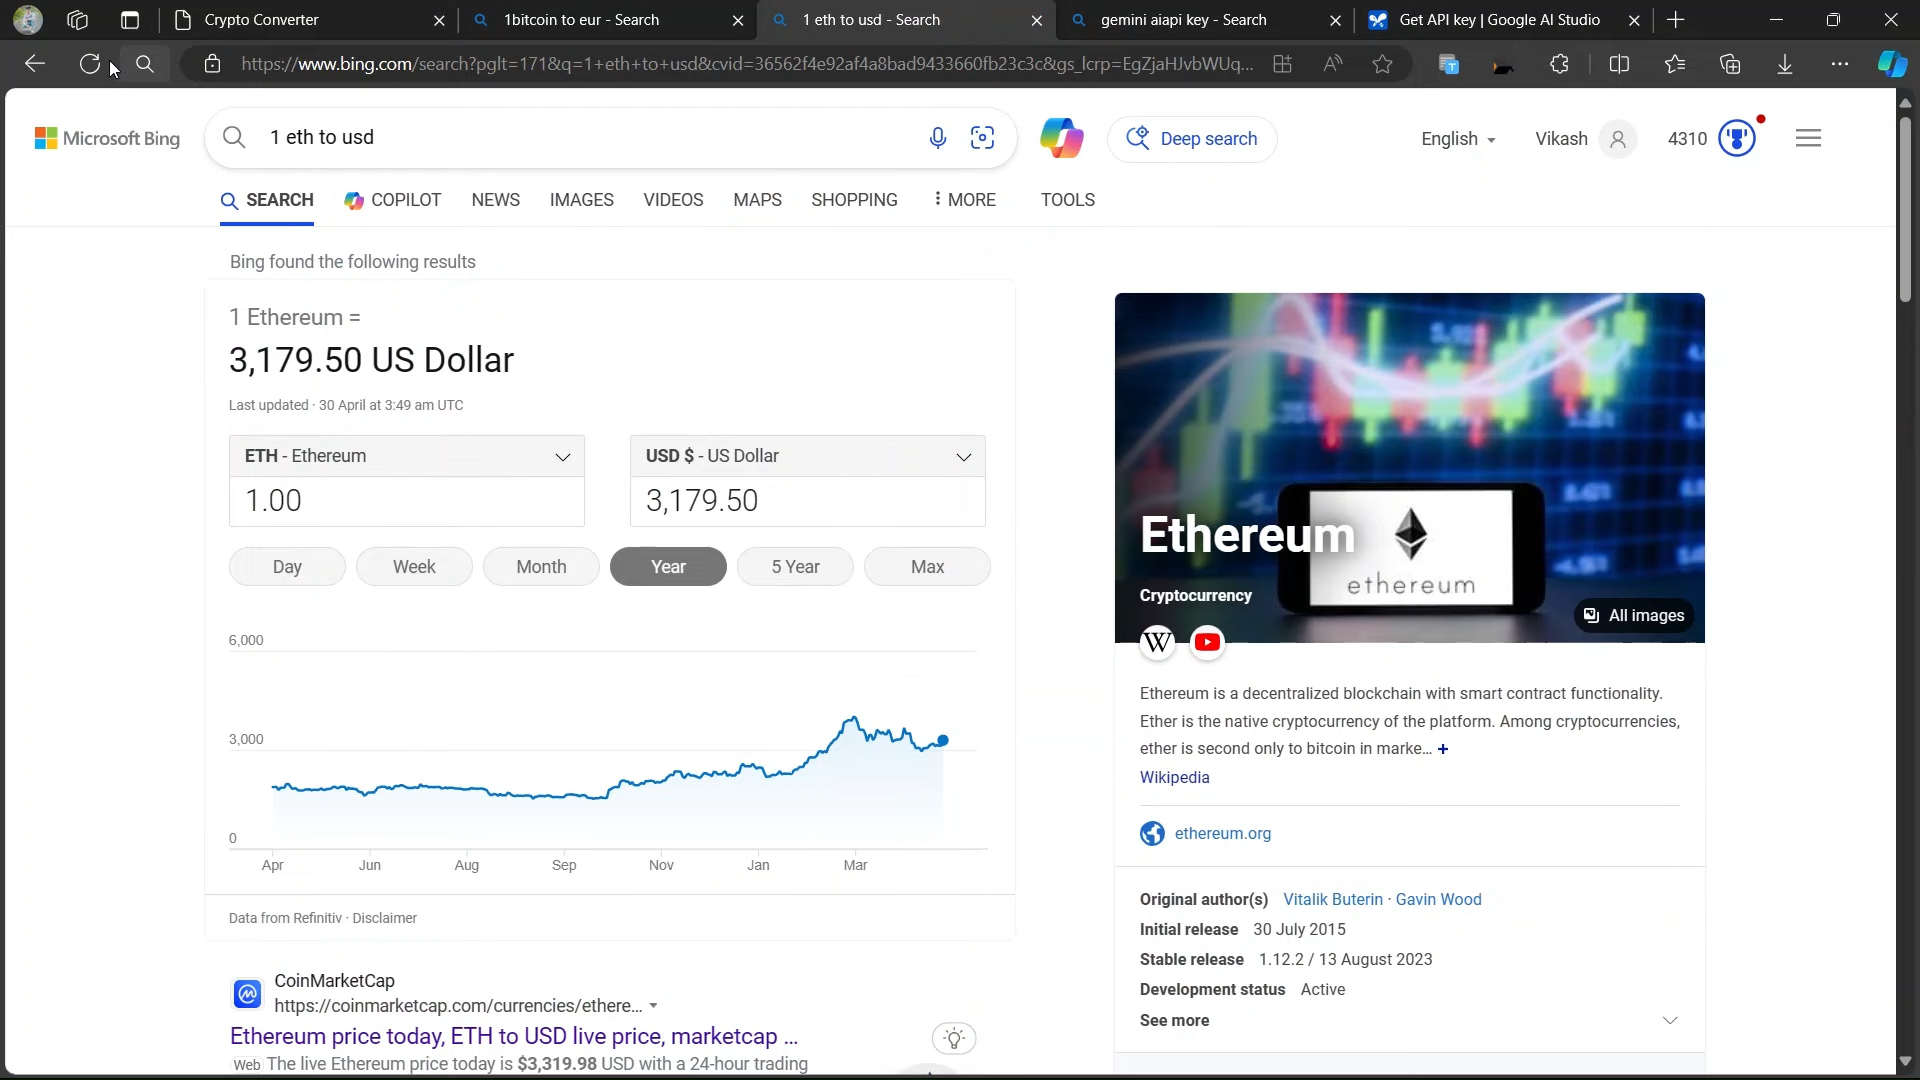 Crypto Converter
1bitcoin to eur - Search
1 eth to usd - Search
gemini aiapi key - Search
Get API key | Google AI Studio
https://www.bing.com/search?pglt=171&q=1+eth+to+usd&cvid=36562f4e92af4a8bad9433660fb23c3c&gs_lcrp=EgZjaHJvbWUq...
Microsoft Bing
1 eth to usd
Deep search
English
Vikash
4310
SEARCH
COPILOT
NEWS
IMAGES
VIDEOS
MAPS
SHOPPING
MORE
TOOLS
Bing found the following results
1 Ethereum =
3,179.50 US Dollar
Last updated · 30 April at 3:49 am UTC
ETH - Ethereum
USD $ - US Dollar
1.00
3,179.50
Day
Week
Month
Year
5 Year
Max
6,000
3,000
0
Apr
Jun
Aug
Sep
Nov
Jan
Mar
Data from Refinitiv · Disclaimer
CoinMarketCap
https://coinmarketcap.com/currencies/ethere...
Ethereum price today, ETH to USD live price, marketcap ...
Web The live Ethereum price today is $3,319.98 USD with a 24-hour trading
Ethereum
ethereum
Cryptocurrency
All images
W
Ethereum is a decentralized blockchain with smart contract functionality.
Ether is the native cryptocurrency of the platform. Among cryptocurrencies,
ether is second only to bitcoin in marke... +
Wikipedia
ethereum.org
Original author(s) Vitalik Buterin · Gavin Wood
Initial release 30 July 2015
Stable release 1.12.2 / 13 August 2023
Development status Active
See more